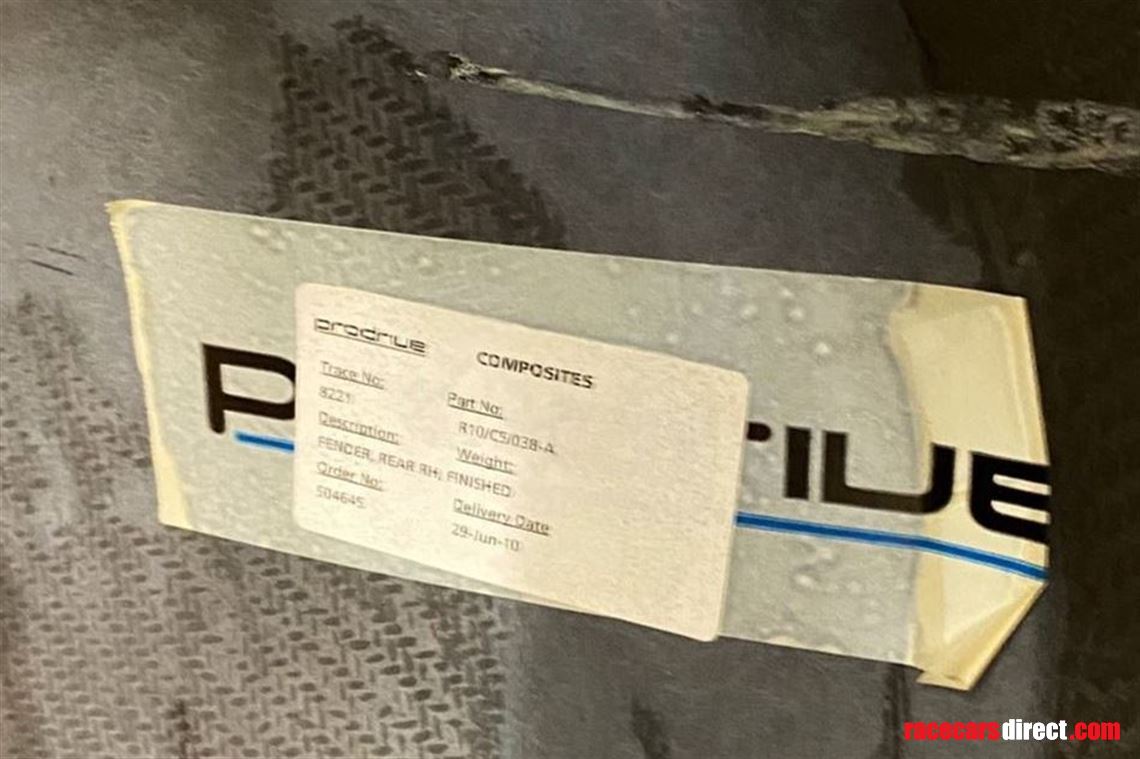 prodrive
COMPOSITES
Trace No:
8221
Part No:
R10/CS/038-A
Description:
Weight:
FENDER, REAR RH, FINISHED
Order No:
504645
Delivery Date
29-Jun-10
P rive
racecarsdirect.com